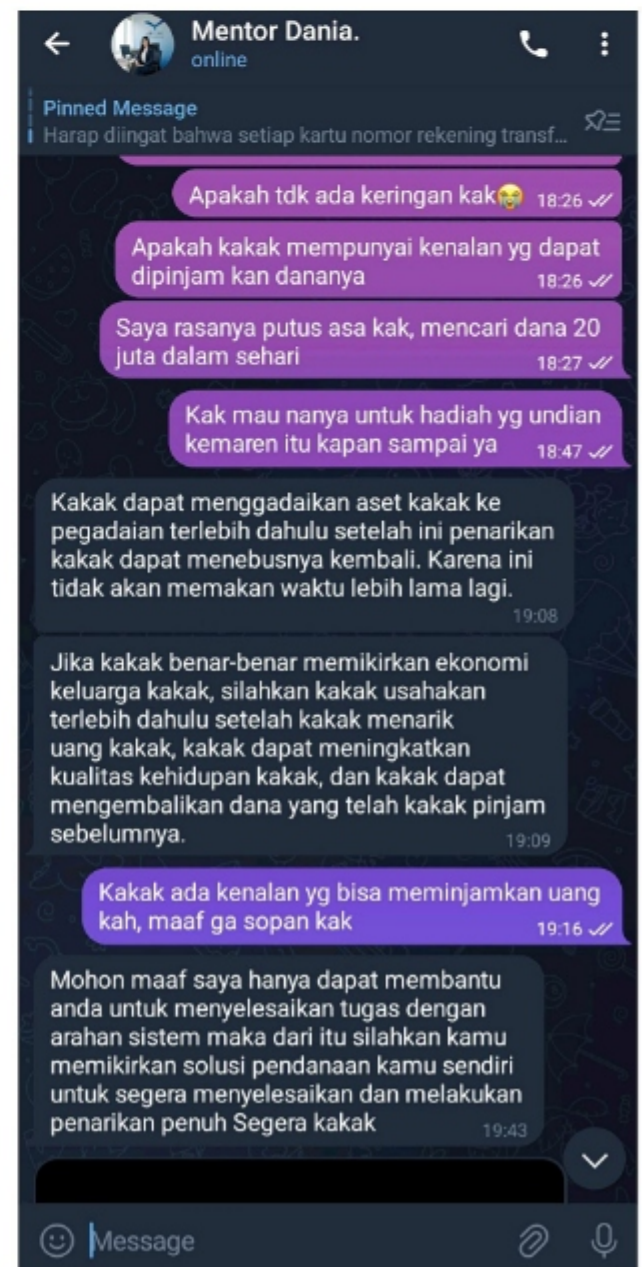 Mentor Dania.
online
Pinned Message
Harap diingat bahwa setiap kartu nomor rekening transf...
Apakah tdk ada keringan kak😭 18:26
Apakah kakak mempunyai kenalan yg dapat
dipinjam kan dananya 18:26
Saya rasanya putus asa kak, mencari dana 20
juta dalam sehari 18:27
Kak mau nanya untuk hadiah yg undian
kemaren itu kapan sampai ya 18:47
Kakak dapat menggadaikan aset kakak ke
pegadaian terlebih dahulu setelah ini penarikan
kakak dapat menebusnya kembali. Karena ini
tidak akan memakan waktu lebih lama lagi.
19:08
Jika kakak benar-benar memikirkan ekonomi
keluarga kakak, silahkan kakak usahakan
terlebih dahulu setelah kakak menarik
uang kakak, kakak dapat meningkatkan
kualitas kehidupan kakak, dan kakak dapat
mengembalikan dana yang telah kakak pinjam
sebelumnya. 19:09
Kakak ada kenalan yg bisa meminjamkan uang
kah, maaf ga sopan kak 19:16
Mohon maaf saya hanya dapat membantu
anda untuk menyelesaikan tugas dengan
arahan sistem maka dari itu silahkan kamu
memikirkan solusi pendanaan kamu sendiri
untuk segera menyelesaikan dan melakukan
penarikan penuh Segera kakak 19:43
Message